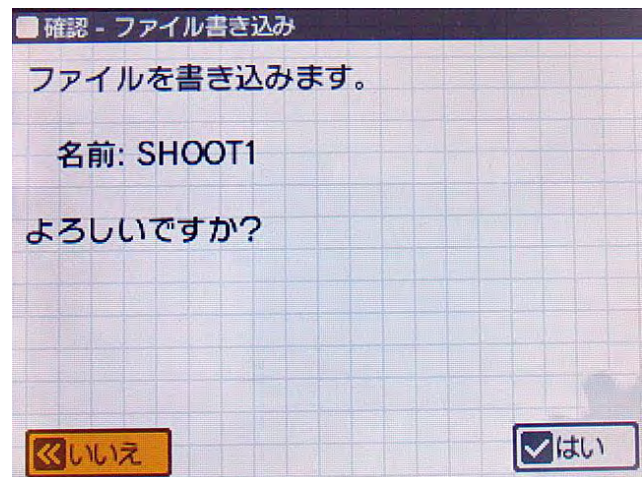 確認 - ファイル書き込み
ファイルを書き込みます。
名前: SHOOT1
よろしいですか?
いいえ
はい